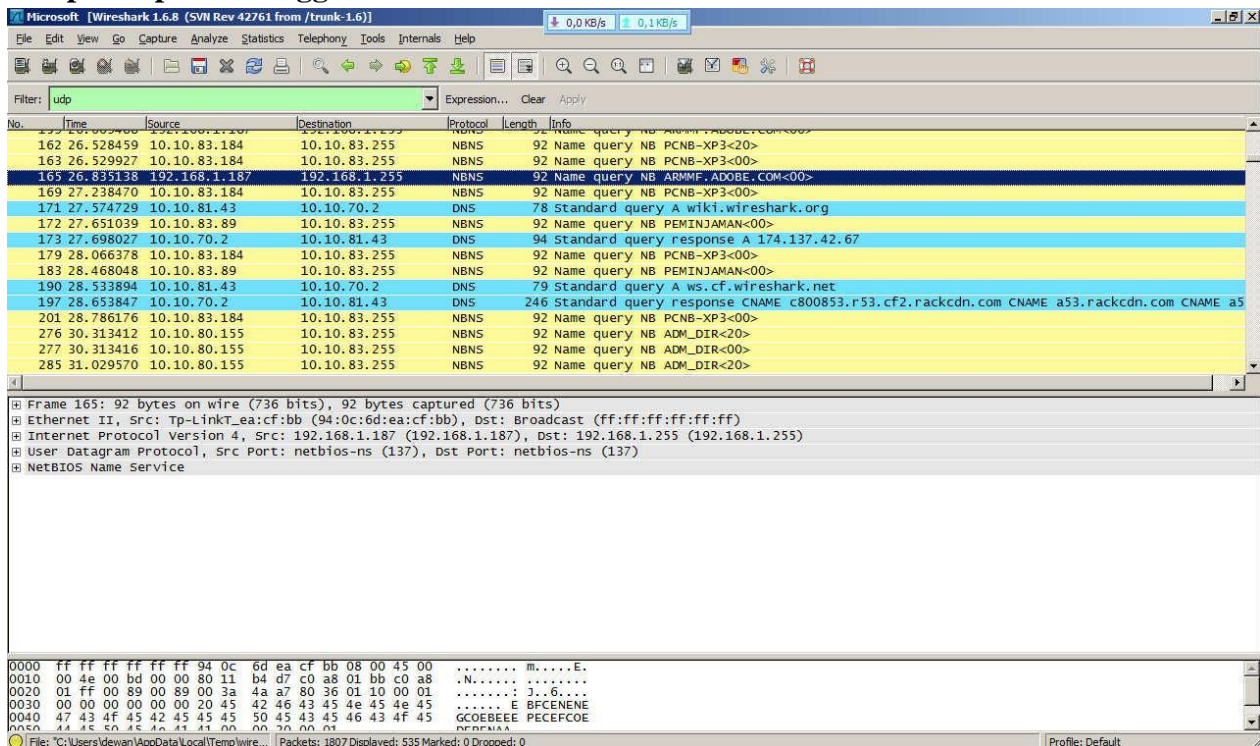 Microsoft [Wireshark 1.6.8 (SVN Rev 42761 from /trunk-1.6)]
0,0 KB/s 0,1 KB/s
File Edit View Go Capture Analyze Statistics Telephony Tools Internals Help
Filter: udp Expression... Clear Apply
No. Time Source Destination Protocol Length Info
162 26.528459 10.10.83.184 10.10.83.255 NBNS 92 Name query NB PCNB-XP3<20>
163 26.529927 10.10.83.184 10.10.83.255 NBNS 92 Name query NB PCNB-XP3<00>
165 26.835138 192.168.1.187 192.168.1.255 NBNS 92 Name query NB ARMMF.ADOBE.COM<00>
169 27.238470 10.10.83.184 10.10.83.255 NBNS 92 Name query NB PCNB-XP3<00>
171 27.574729 10.10.81.43 10.10.70.2 DNS 78 Standard query A wiki.wireshark.org
172 27.651039 10.10.83.89 10.10.83.255 NBNS 92 Name query NB PEMINJAMAN<00>
173 27.698027 10.10.70.2 10.10.81.43 DNS 94 Standard query response A 174.137.42.67
179 28.066378 10.10.83.184 10.10.83.255 NBNS 92 Name query NB PCNB-XP3<00>
183 28.468048 10.10.83.89 10.10.83.255 NBNS 92 Name query NB PEMINJAMAN<00>
190 28.533894 10.10.81.43 10.10.70.2 DNS 79 Standard query A ws.cf.wireshark.net
197 28.653847 10.10.70.2 10.10.81.43 DNS 246 Standard query response CNAME c800853.r53.cf2.rackcdn.com CNAME a53.rackcdn.com CNAME a5
201 28.786176 10.10.83.184 10.10.83.255 NBNS 92 Name query NB PCNB-XP3<00>
276 30.313412 10.10.80.155 10.10.83.255 NBNS 92 Name query NB ADM_DIR<20>
277 30.313416 10.10.80.155 10.10.83.255 NBNS 92 Name query NB ADM_DIR<00>
285 31.029570 10.10.80.155 10.10.83.255 NBNS 92 Name query NB ADM_DIR<20>
Frame 165: 92 bytes on wire (736 bits), 92 bytes captured (736 bits)
Ethernet II, Src: Tp-LinkT_ea:cf:bb (94:0c:6d:ea:cf:bb), Dst: Broadcast (ff:ff:ff:ff:ff:ff)
Internet Protocol Version 4, Src: 192.168.1.187 (192.168.1.187), Dst: 192.168.1.255 (192.168.1.255)
User Datagram Protocol, Src Port: netbios-ns (137), Dst Port: netbios-ns (137)
NetBIOS Name Service
0000 ff ff ff ff ff ff 94 0c 6d ea cf bb 08 00 45 00 ........ m.....E.
0010 00 4e 00 bd 00 00 80 11 b4 d7 c0 a8 01 bb c0 a8 .N...... ........
0020 01 ff 00 89 00 89 00 3a 4a a7 80 36 01 10 00 01 .......: J..6....
0030 00 00 00 00 00 00 20 45 42 46 43 45 4e 45 4e 45 ...... E BFCENENE
0040 47 43 4f 45 42 45 45 45 50 45 43 45 46 43 4f 45 GCOEBEEE PECEFCOE
File: "C:\Users\dewan\AppData\Local\Temp\wire... Packets: 1807 Displayed: 535 Marked: 0 Dropped: 0 Profile: Default